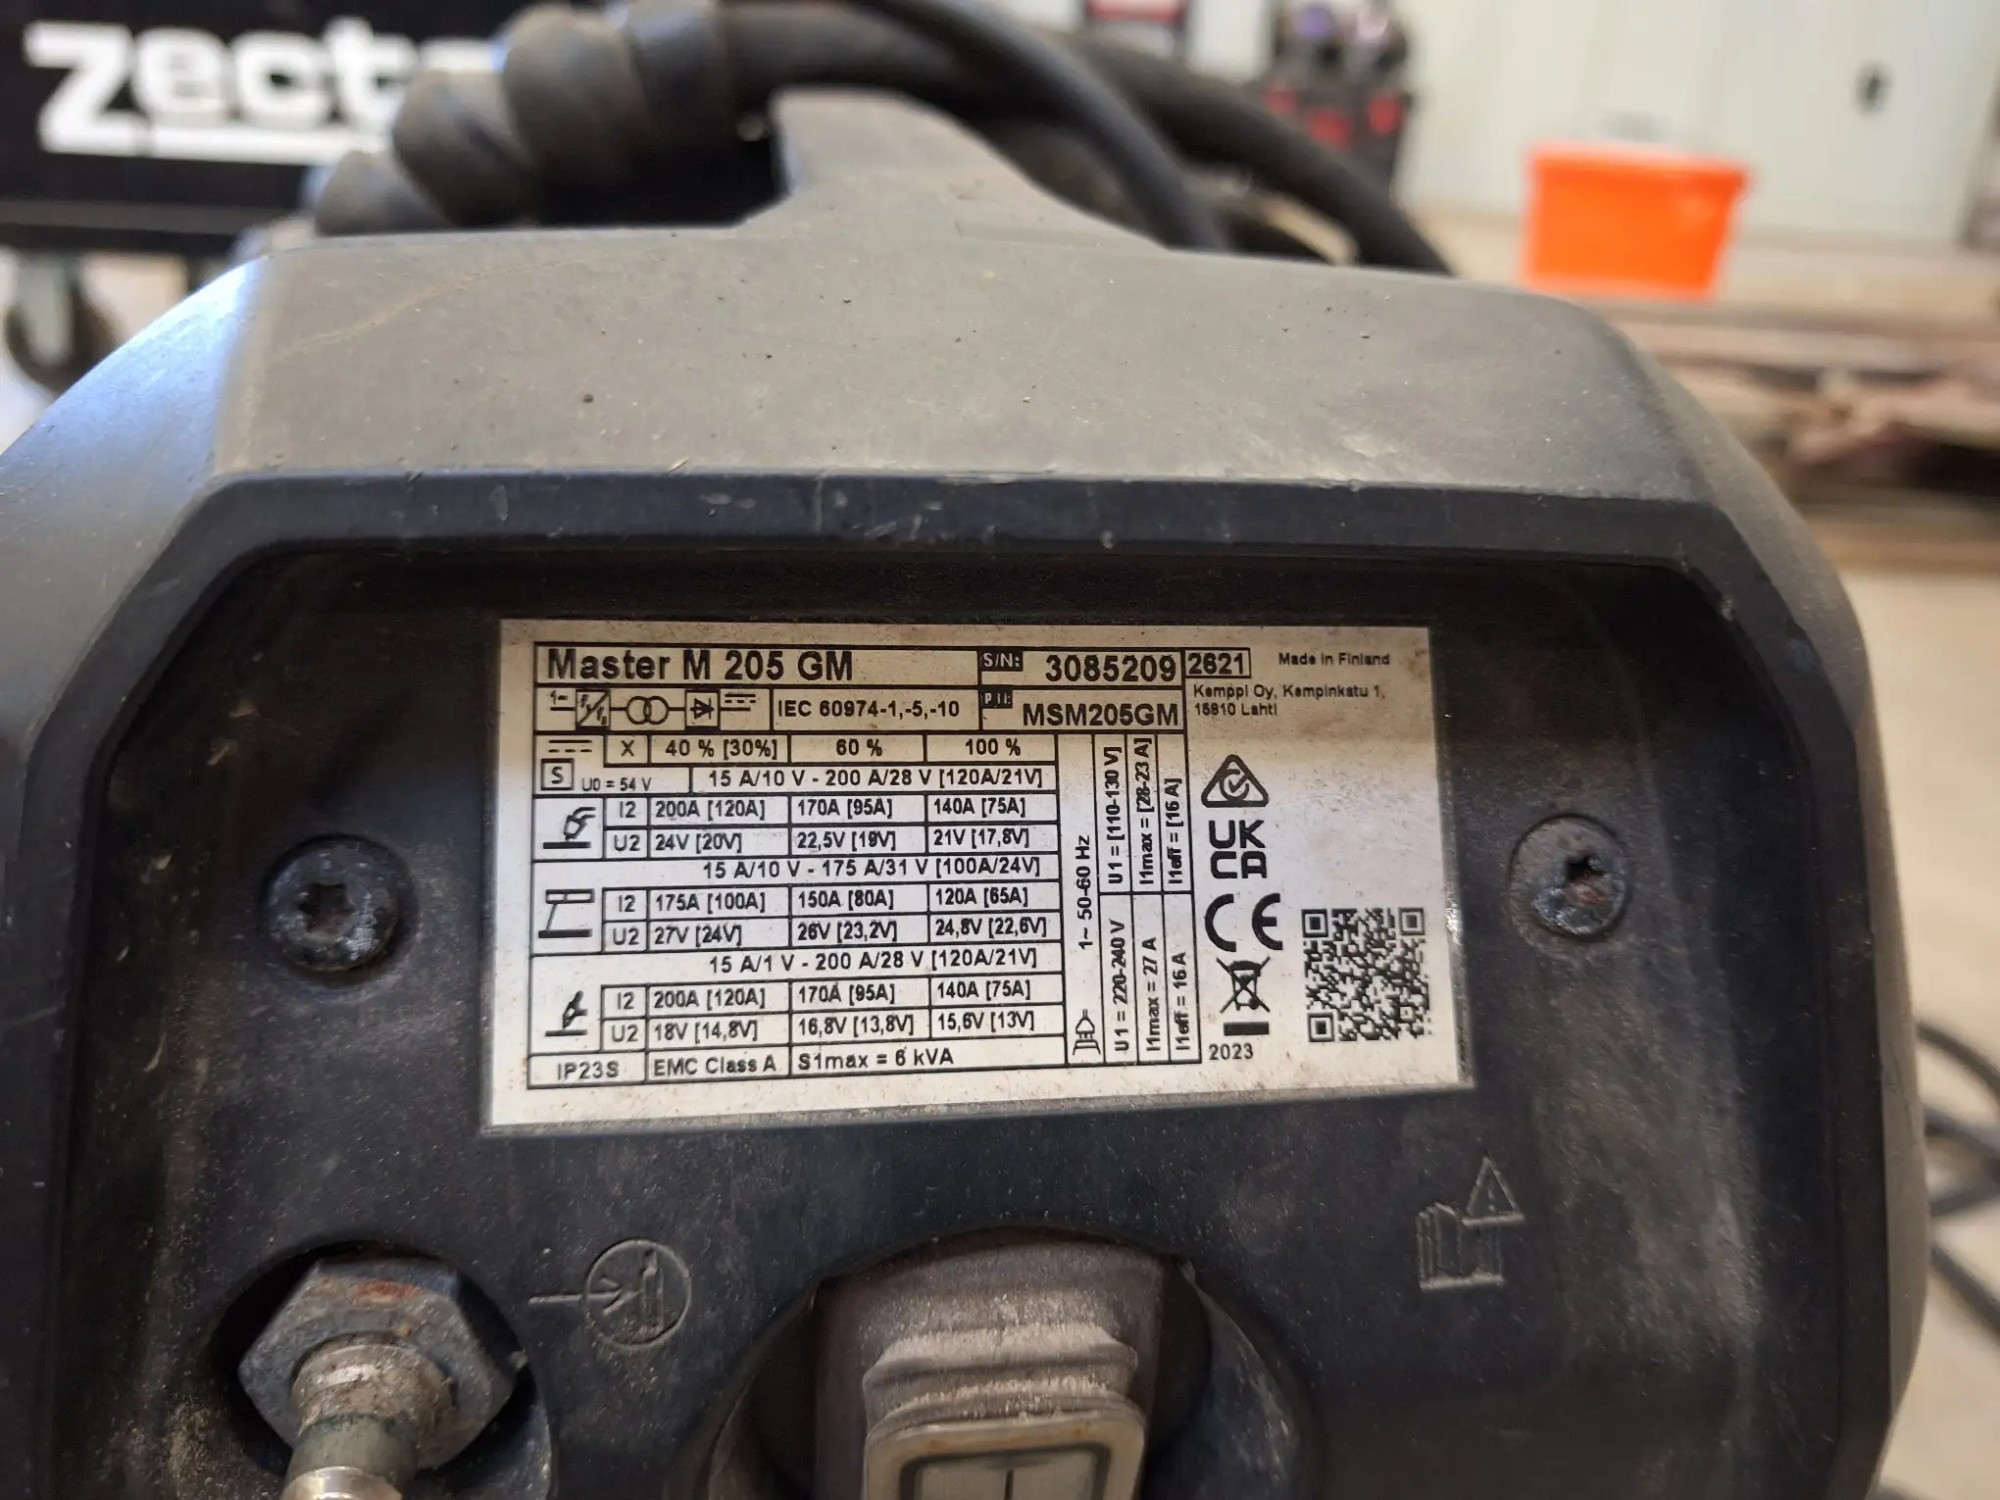 zect
Master M 205 GM
S/N: 3085209 2621
Made in Finland
Kemppi Oy, Kempinkatu 1,
15810 Lahti
1~
IEC 60974-1,-5,-10
P/N: MSM205GM
X 40 % [30%] 60 % 100 %
S U0 = 54 V 15 A/10 V - 200 A/28 V [120A/21V]
I2 200A [120A] 170A [95A] 140A [75A]
U2 24V [20V] 22,5V [19V] 21V [17,8V]
15 A/10 V - 175 A/31 V [100A/24V]
I2 175A [100A] 150A [80A] 120A [65A]
U2 27V [24V] 26V [23,2V] 24,8V [22,6V]
15 A/1 V - 200 A/28 V [120A/21V]
I2 200A [120A] 170A [95A] 140A [75A]
U2 18V [14,8V] 16,8V [13,8V] 15,6V [13V]
IP23S EMC Class A S1max = 6 kVA
1~ 50-60 Hz
U1 = [110-130 V]
I1max = [28-23 A]
I1eff = [16 A]
U1 = 220-240 V
I1max = 27 A
I1eff = 16 A
UK
CA
CE
2023